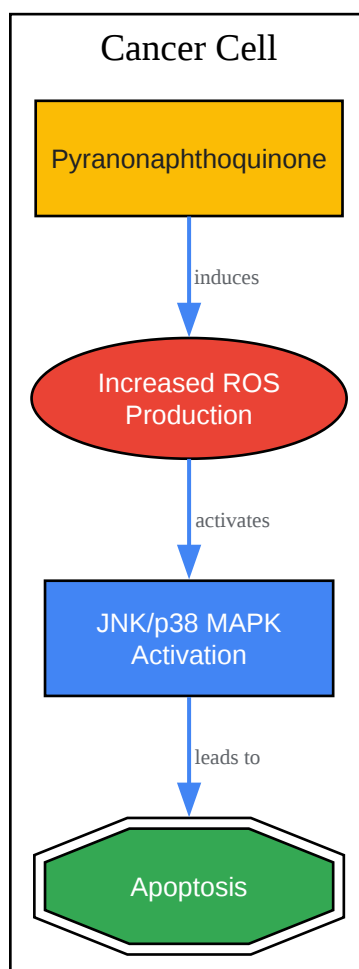 Cancer Cell
Pyranonaphthoquinone
induces
Increased ROS
Production
activates
JNK/p38 MAPK
Activation
leads to
Apoptosis